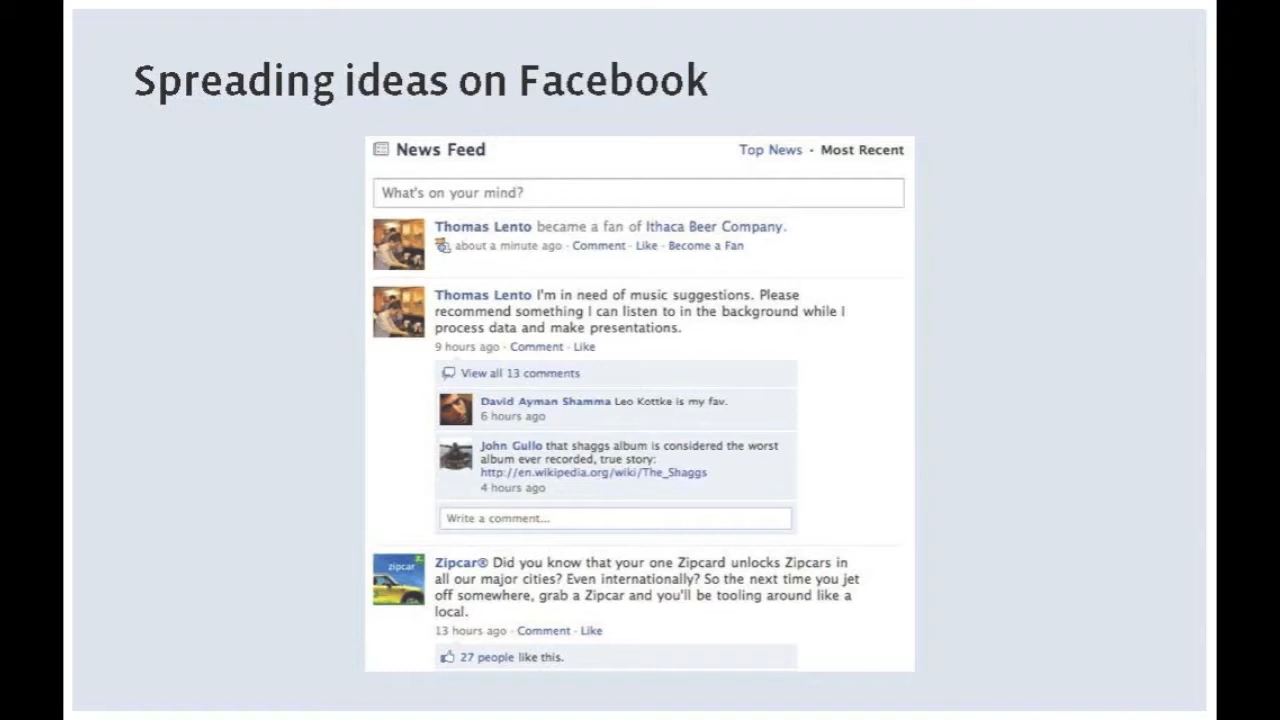 Spreading ideas on Facebook
News Feed
Top News · Most Recent
What's on your mind?
Thomas Lento became a fan of Ithaca Beer Company.
about a minute ago · Comment · Like · Become a Fan
Thomas Lento I'm in need of music suggestions. Please
recommend something I can listen to in the background while I
process data and make presentations.
9 hours ago · Comment · Like
View all 13 comments
David Ayman Shamma Leo Kottke is my fav.
6 hours ago
John Gullo that shaggs album is considered the worst
album ever recorded, true story:
http://en.wikipedia.org/wiki/The_Shaggs
4 hours ago
Write a comment...
zipcar
Zipcar® Did you know that your one Zipcard unlocks Zipcars in
all our major cities? Even internationally? So the next time you jet
off somewhere, grab a Zipcar and you'll be tooling around like a
local.
13 hours ago · Comment · Like
27 people like this.